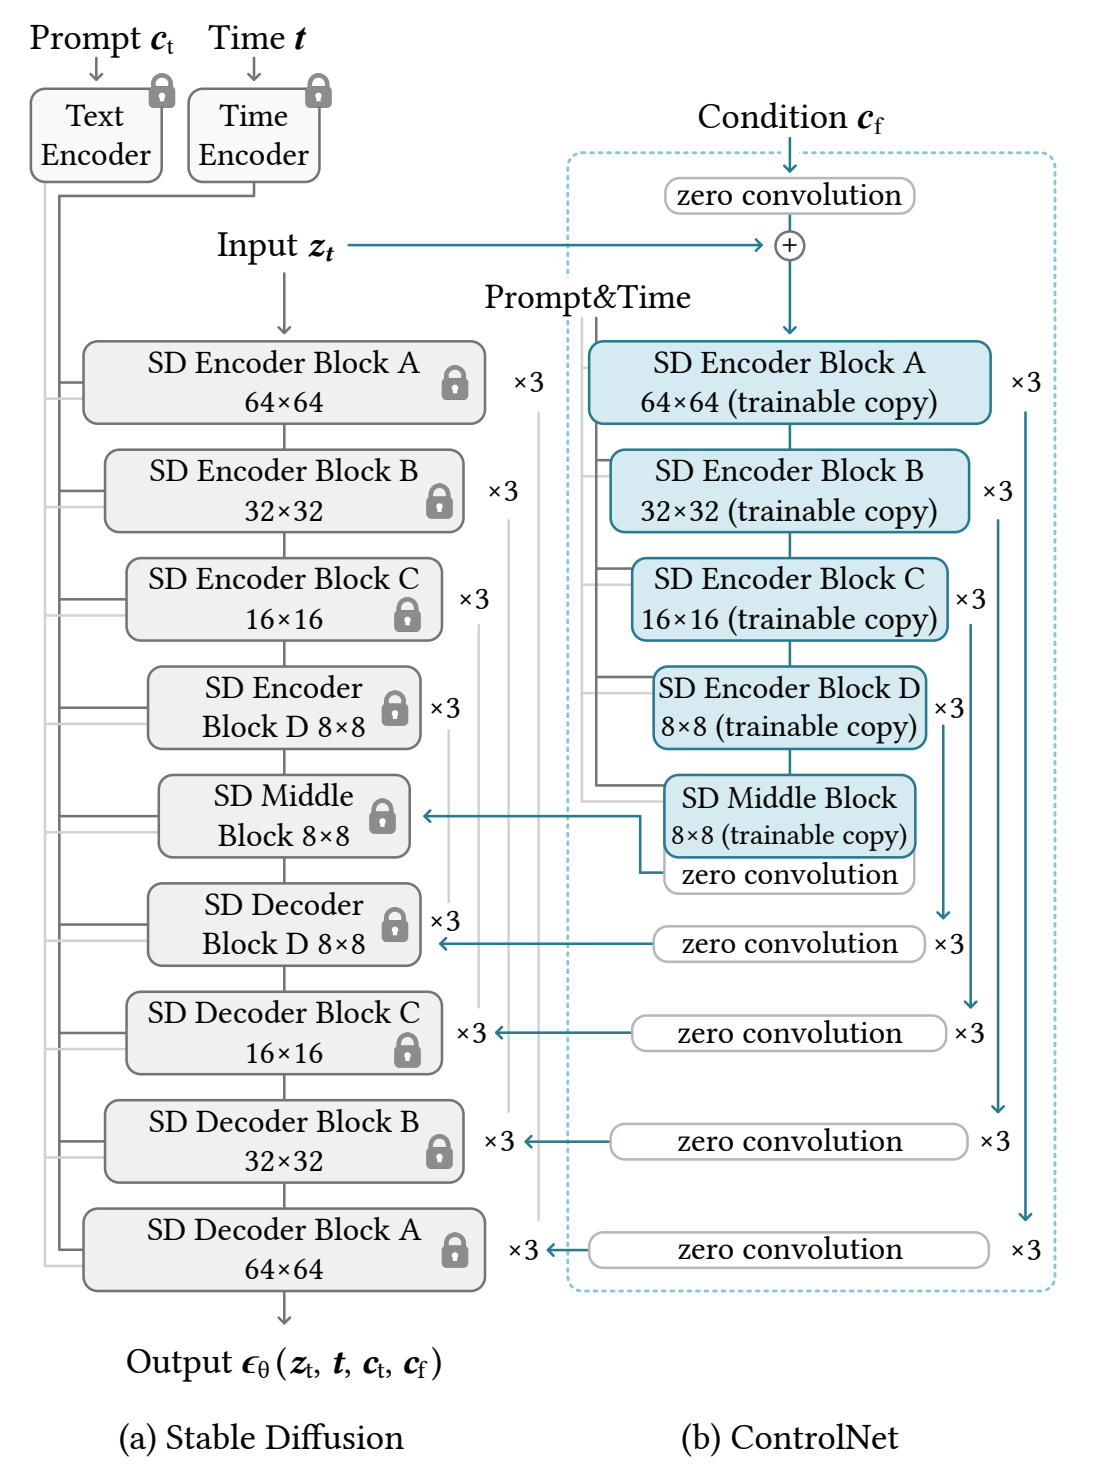 Prompt c_t
Time t
Text
Encoder
Time
Encoder
Condition c_f
zero convolution
Input z_t
+
Prompt&Time
SD Encoder Block A
64×64
×3
SD Encoder Block A
64×64 (trainable copy)
×3
SD Encoder Block B
32×32
×3
SD Encoder Block B
32×32 (trainable copy)
×3
SD Encoder Block C
16×16
×3
SD Encoder Block C
16×16 (trainable copy)
×3
SD Encoder
Block D 8×8
×3
SD Encoder Block D
8×8 (trainable copy)
×3
SD Middle
Block 8×8
SD Middle Block
8×8 (trainable copy)
zero convolution
SD Decoder
Block D 8×8
×3
zero convolution
×3
SD Decoder Block C
16×16
×3
zero convolution
×3
SD Decoder Block B
32×32
×3
zero convolution
×3
SD Decoder Block A
64×64
×3
zero convolution
×3
Output ϵ_θ(z_t, t, c_t, c_f)
(a) Stable Diffusion
(b) ControlNet